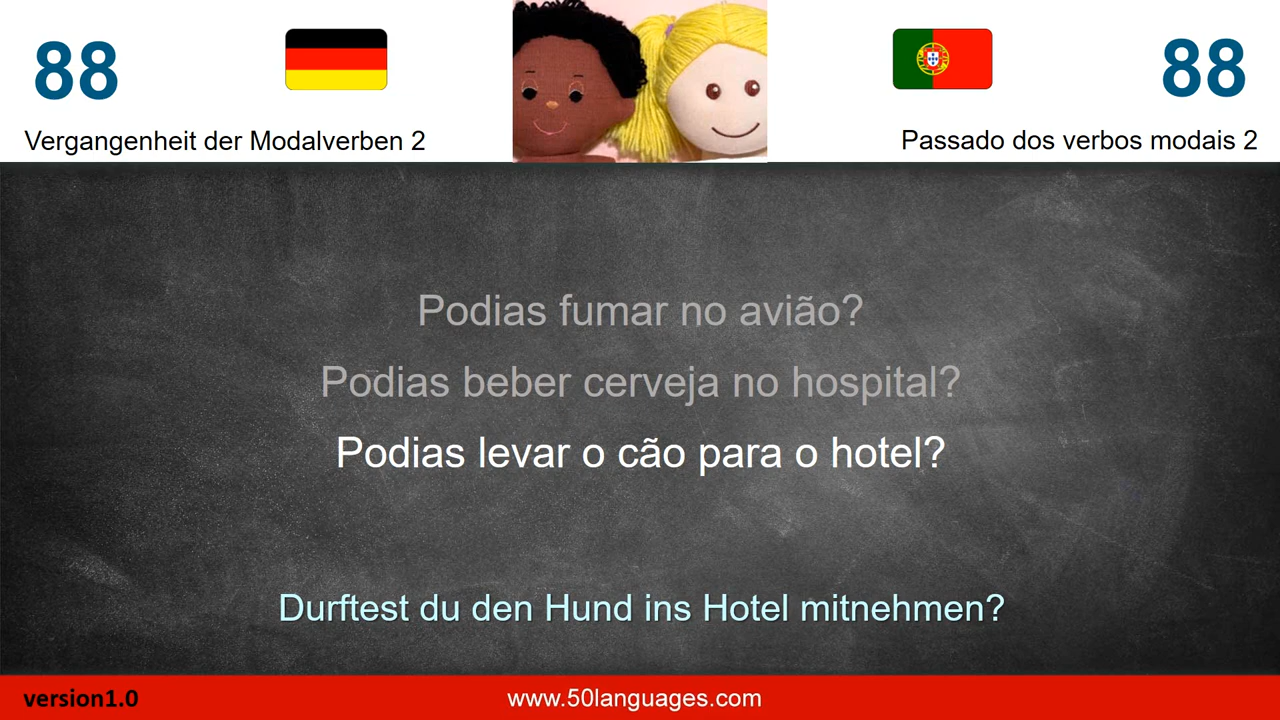 88
88
Vergangenheit der Modalverben 2
Passado dos verbos modais 2
Podias fumar no avião?
Podias beber cerveja no hospital?
Podias levar o cão para o hotel?
Durftest du den Hund ins Hotel mitnehmen?
version1.0
www.50languages.com